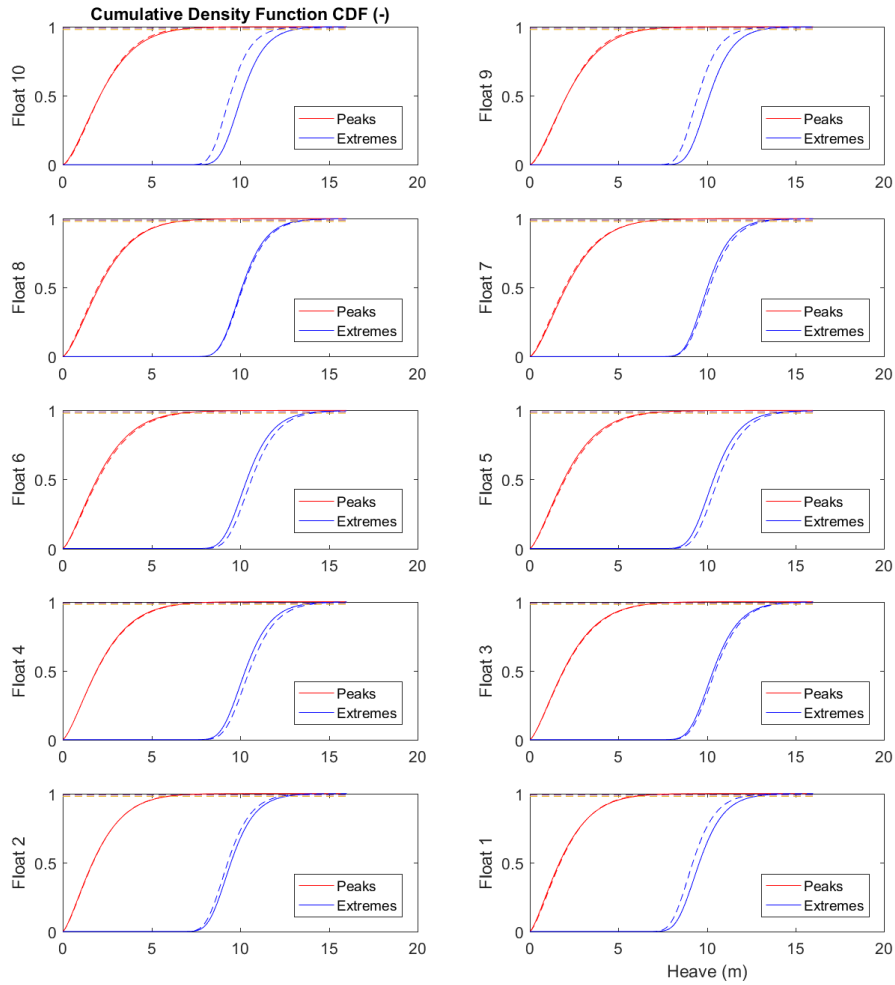 Cumulative Density Function CDF (-)
Float 10
1
0.5
0
0 5 10 15 20
Peaks
Extremes
Float 9
1
0.5
0
0 5 10 15 20
Peaks
Extremes
Float 8
1
0.5
0
0 5 10 15 20
Peaks
Extremes
Float 7
1
0.5
0
0 5 10 15 20
Peaks
Extremes
Float 6
1
0.5
0
0 5 10 15 20
Peaks
Extremes
Float 5
1
0.5
0
0 5 10 15 20
Peaks
Extremes
Float 4
1
0.5
0
0 5 10 15 20
Peaks
Extremes
Float 3
1
0.5
0
0 5 10 15 20
Peaks
Extremes
Float 2
1
0.5
0
0 5 10 15 20
Peaks
Extremes
Float 1
1
0.5
0
0 5 10 15 20
Peaks
Extremes
Heave (m)